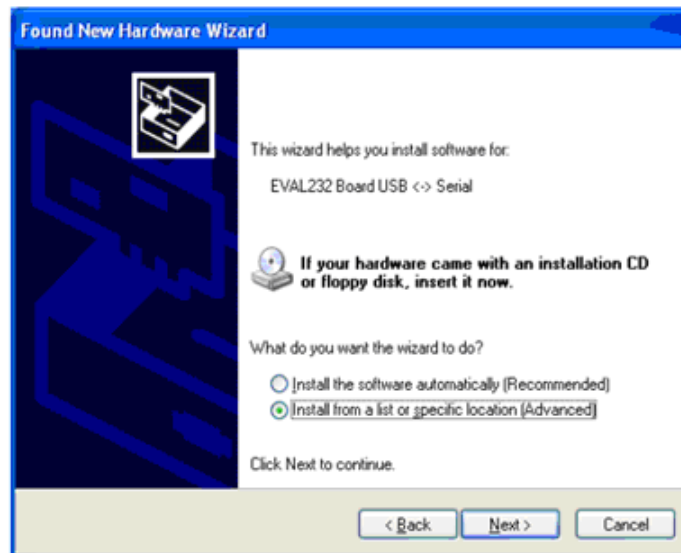 Found New Hardware Wizard
This wizard helps you install software for:
EVAL232 Board USB <-> Serial
If your hardware came with an installation CD
or floppy disk, insert it now.
What do you want the wizard to do?
Install the software automatically (Recommended)
Install from a list or specific location (Advanced)
Click Next to continue.
< Back Next > Cancel